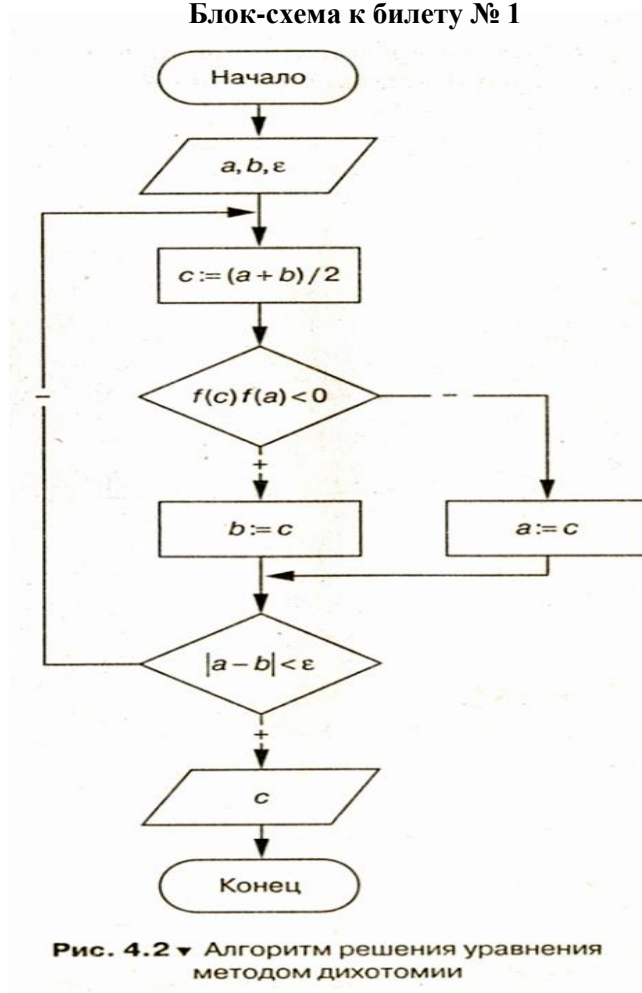 Блок-схема к билету № 1
Начало
a, b, ε
c := (a + b) / 2
f(c) f(a) < 0
–
–
+
b := c
a := c
|a – b| < ε
+
c
Конец
Рис. 4.2 ▾ Алгоритм решения уравнения
методом дихотомии